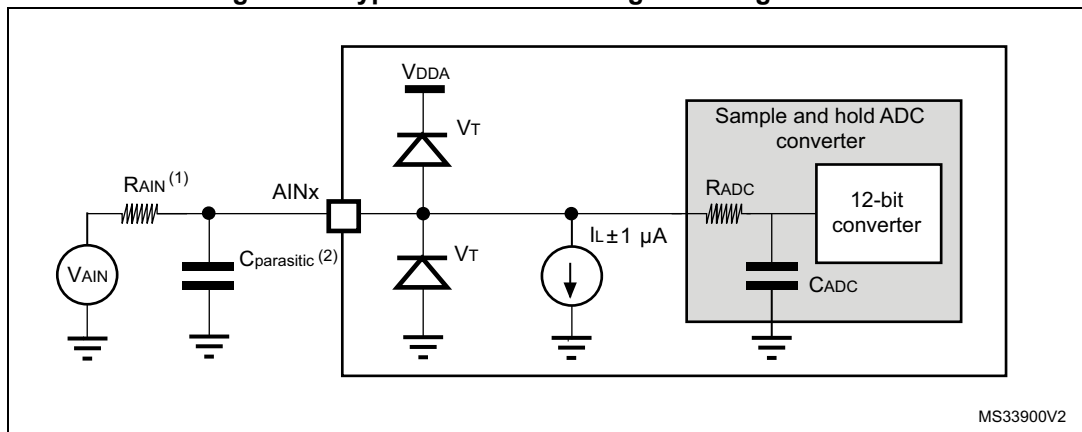 VDDA
Sample and hold ADC
converter
VT
RAIN (1)
AINx
RADC
12-bit
converter
IL±1 µA
VT
Cparasitic (2)
VAIN
CADC
MS33900V2